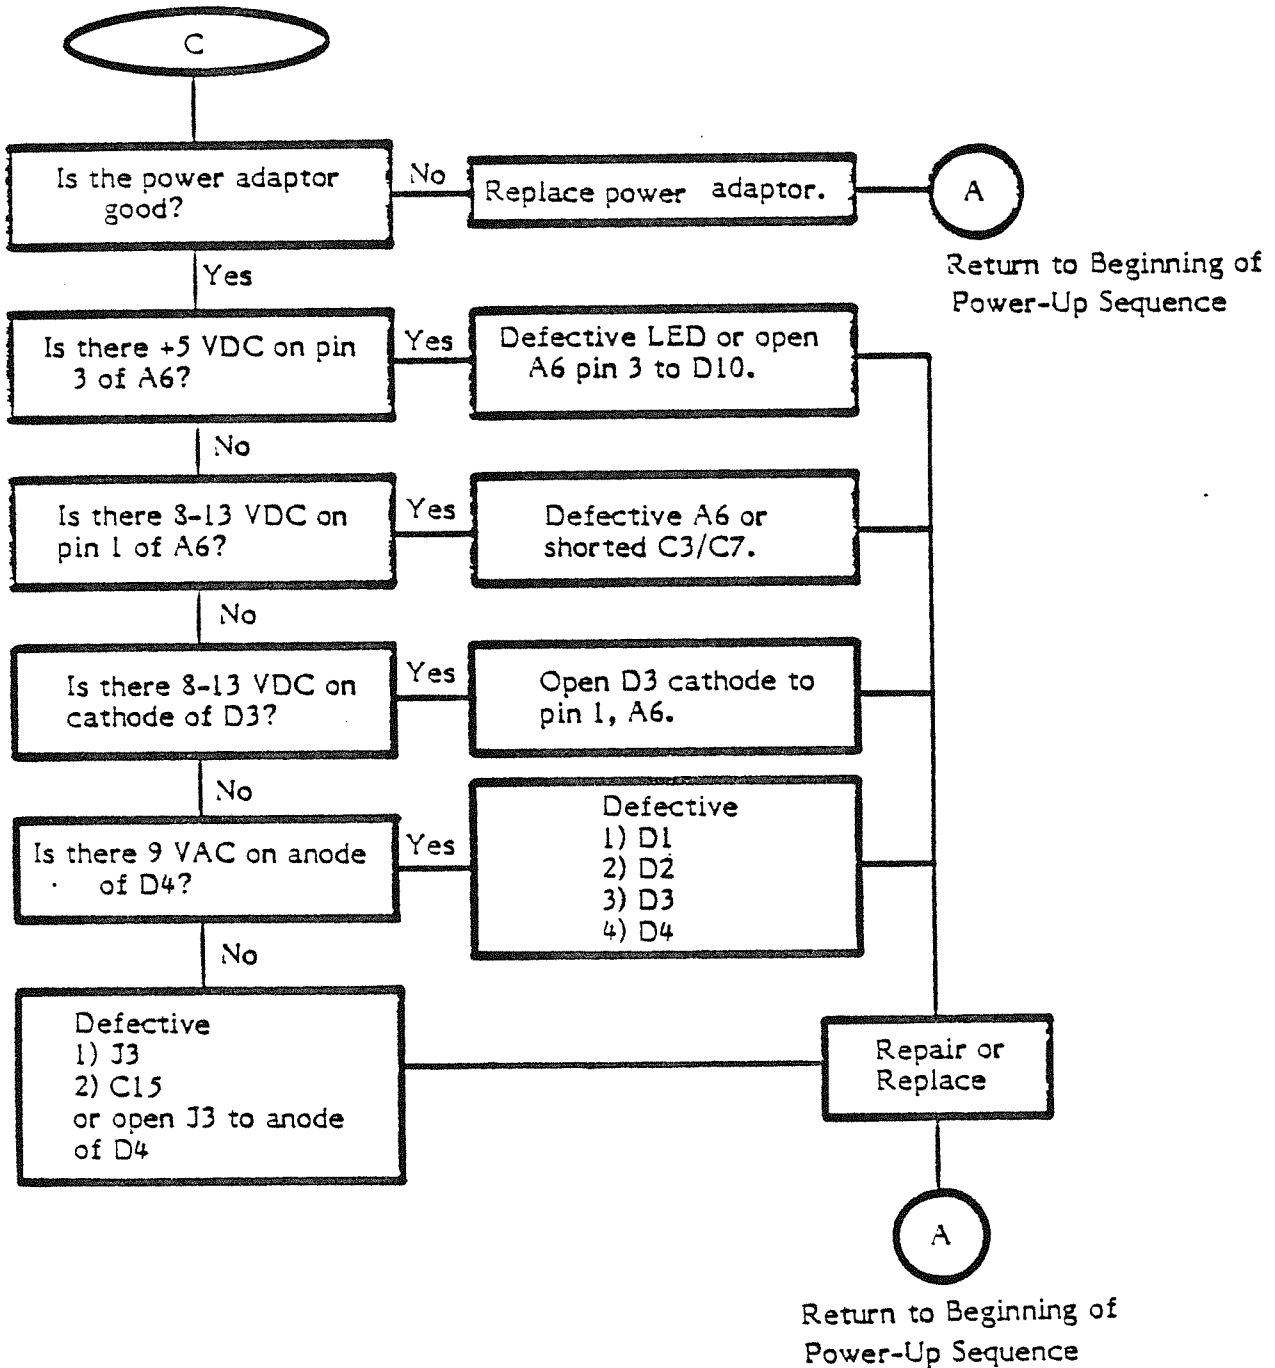 C
Is the power adaptor
good?
No
Replace power adaptor.
A
Return to Beginning of
Power-Up Sequence
Yes
Is there +5 VDC on pin
3 of A6?
Yes
Defective LED or open
A6 pin 3 to D10.
No
Is there 8-13 VDC on
pin 1 of A6?
Yes
Defective A6 or
shorted C3/C7.
No
Is there 8-13 VDC on
cathode of D3?
Yes
Open D3 cathode to
pin 1, A6.
No
Is there 9 VAC on anode
of D4?
Yes
Defective
1) D1
2) D2
3) D3
4) D4
No
Defective
1) J3
2) C15
or open J3 to anode
of D4
Repair or
Replace
A
Return to Beginning of
Power-Up Sequence